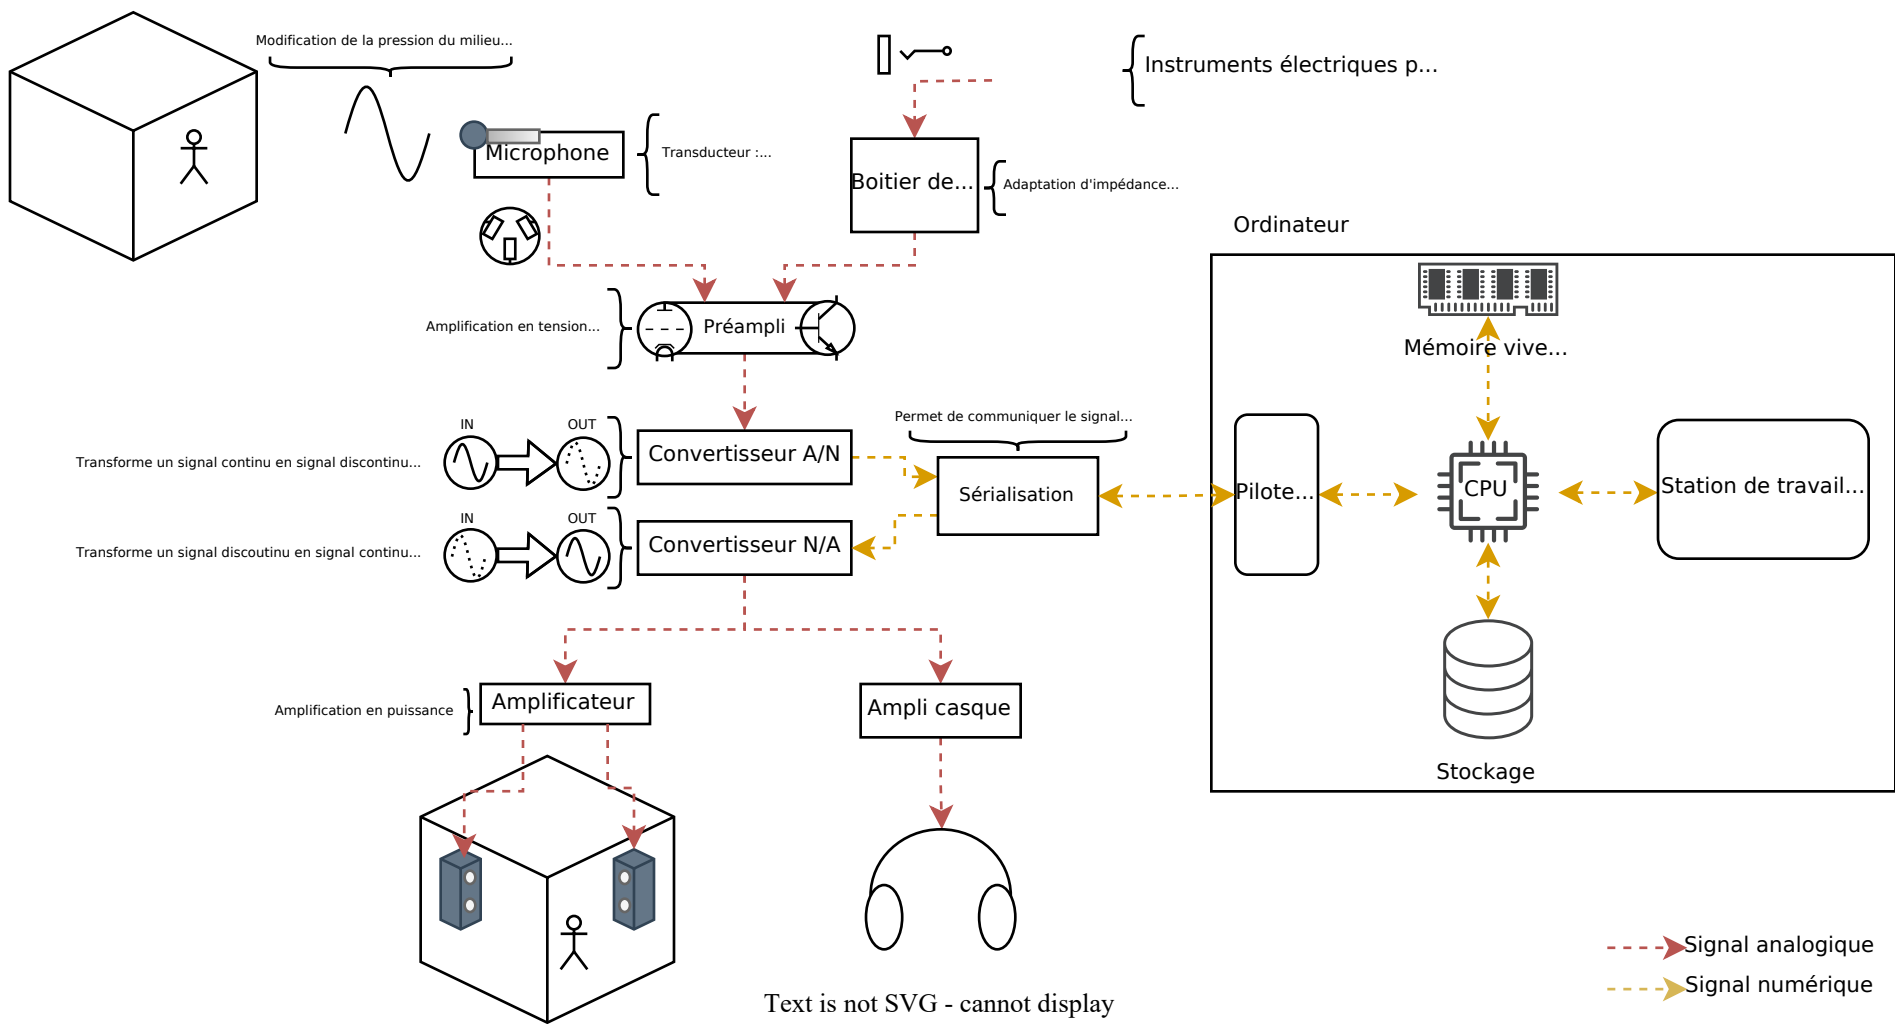 Modification de la pression du milieu...
Instruments électriques p...
Microphone
Transducteur :...
Boitier de...
Adaptation d'impédance...
Ordinateur
Amplification en tension...
Préampli
Mémoire vive...
Permet de communiquer le signal...
IN
OUT
Transforme un signal continu en signal discontinu...
Convertisseur A/N
Sérialisation
Pilote...
CPU
Station de travail...
IN
OUT
Transforme un signal discoutinu en signal continu...
Convertisseur N/A
Amplification en puissance
Amplificateur
Ampli casque
Stockage
Signal analogique
Signal numérique
Text is not SVG - cannot display